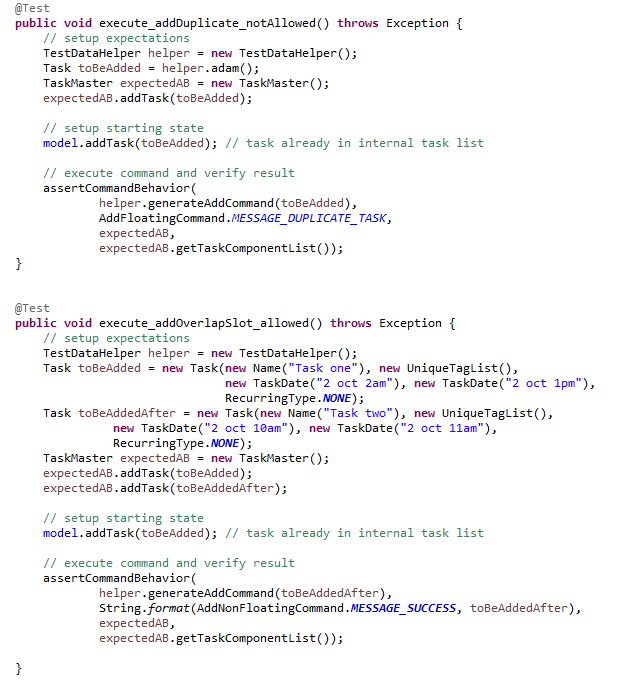 @Test
public void execute_addDuplicate_notAllowed() throws Exception {
    // setup expectations
    TestDataHelper helper = new TestDataHelper();
    Task toBeAdded = helper.adam();
    TaskMaster expectedAB = new TaskMaster();
    expectedAB.addTask(toBeAdded);

    // setup starting state
    model.addTask(toBeAdded); // task already in internal task list

    // execute command and verify result
    assertCommandBehavior(
            helper.generateAddCommand(toBeAdded),
            AddFloatingCommand.MESSAGE_DUPLICATE_TASK,
            expectedAB,
            expectedAB.getTaskComponentList());
}

@Test
public void execute_addOverlapSlot_allowed() throws Exception {
    // setup expectations
    TestDataHelper helper = new TestDataHelper();
    Task toBeAdded = new Task(new Name("Task one"), new UniqueTagList(),
                              new TaskDate("2 oct 2am"), new TaskDate("2 oct 1pm"),
                              RecurringType.NONE);
    Task toBeAddedAfter = new Task(new Name("Task two"), new UniqueTagList(),
              new TaskDate("2 oct 10am"), new TaskDate("2 oct 11am"),
              RecurringType.NONE);
    TaskMaster expectedAB = new TaskMaster();
    expectedAB.addTask(toBeAdded);
    expectedAB.addTask(toBeAddedAfter);

    // setup starting state
    model.addTask(toBeAdded); // task already in internal task list

    // execute command and verify result
    assertCommandBehavior(
            helper.generateAddCommand(toBeAddedAfter),
            String.format(AddNonFloatingCommand.MESSAGE_SUCCESS, toBeAddedAfter),
            expectedAB,
            expectedAB.getTaskComponentList());

}